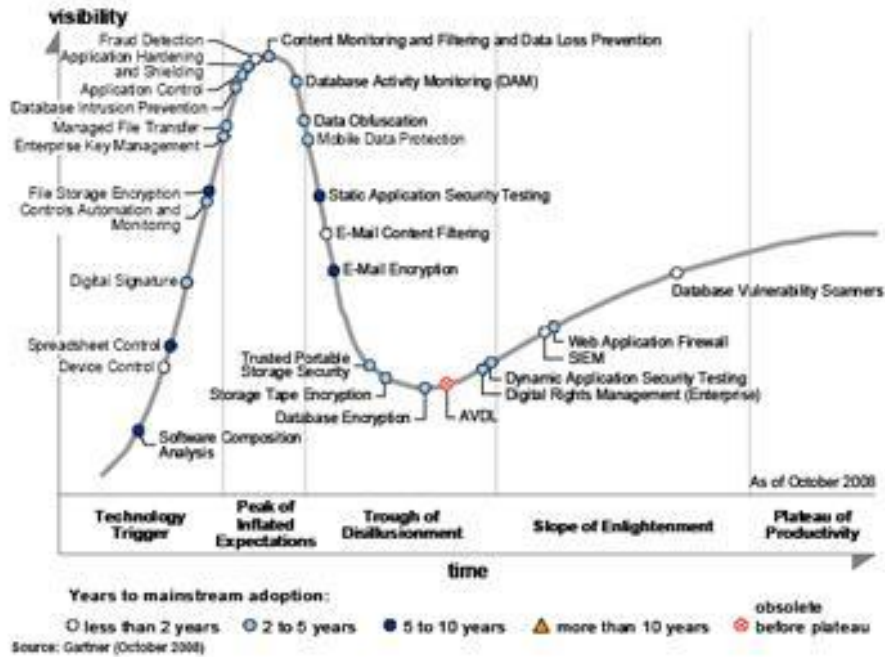 visibility
Fraud Detection
Content Monitoring and Filtering and Data Loss Prevention
Application Hardening
and Shielding
Application Control
Database Activity Monitoring (DAM)
Database Intrusion Prevention
Managed File Transfer
Data Obfuscation
Enterprise Key Management
Mobile Data Protection
File Storage Encryption
Static Application Security Testing
Controls Automation and
Monitoring
E-Mail Content Filtering
E-Mail Encryption
Digital Signature
Database Vulnerability Scanners
Spreadsheet Control
Device Control
Web Application Firewall
SIEM
Trusted Portable
Storage Security
Dynamic Application Security Testing
Storage Tape Encryption
Digital Rights Management (Enterprise)
Database Encryption
AVDL
Software Composition
Analysis
As of October 2008
Technology
Trigger
Peak of
Inflated
Expectations
Trough of
Disillusionment
Slope of Enlightenment
Plateau of
Productivity
time
Years to mainstream adoption:
less than 2 years
2 to 5 years
5 to 10 years
more than 10 years
obsolete
before plateau
Source: Gartner (October 2008)